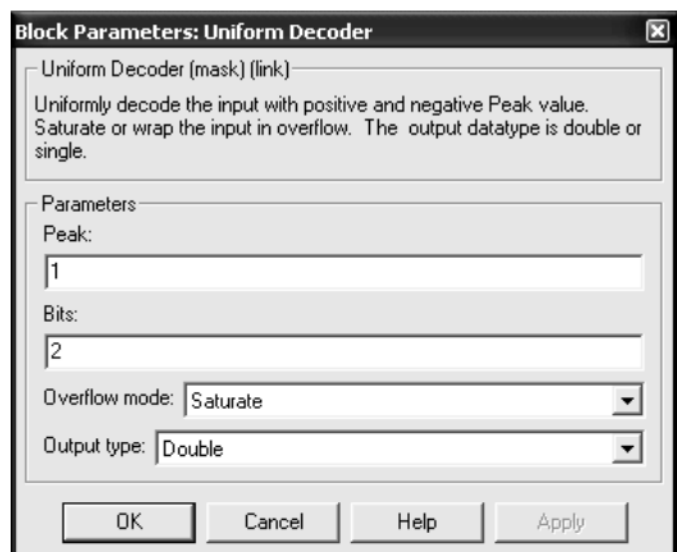 Block Parameters: Uniform Decoder
Uniform Decoder (mask) (link)
Uniformly decode the input with positive and negative Peak value.
Saturate or wrap the input in overflow.  The  output datatype is double or
single.
Parameters
Peak:
1
Bits:
2
Overflow mode: Saturate
Output type: Double
OK Cancel Help Apply